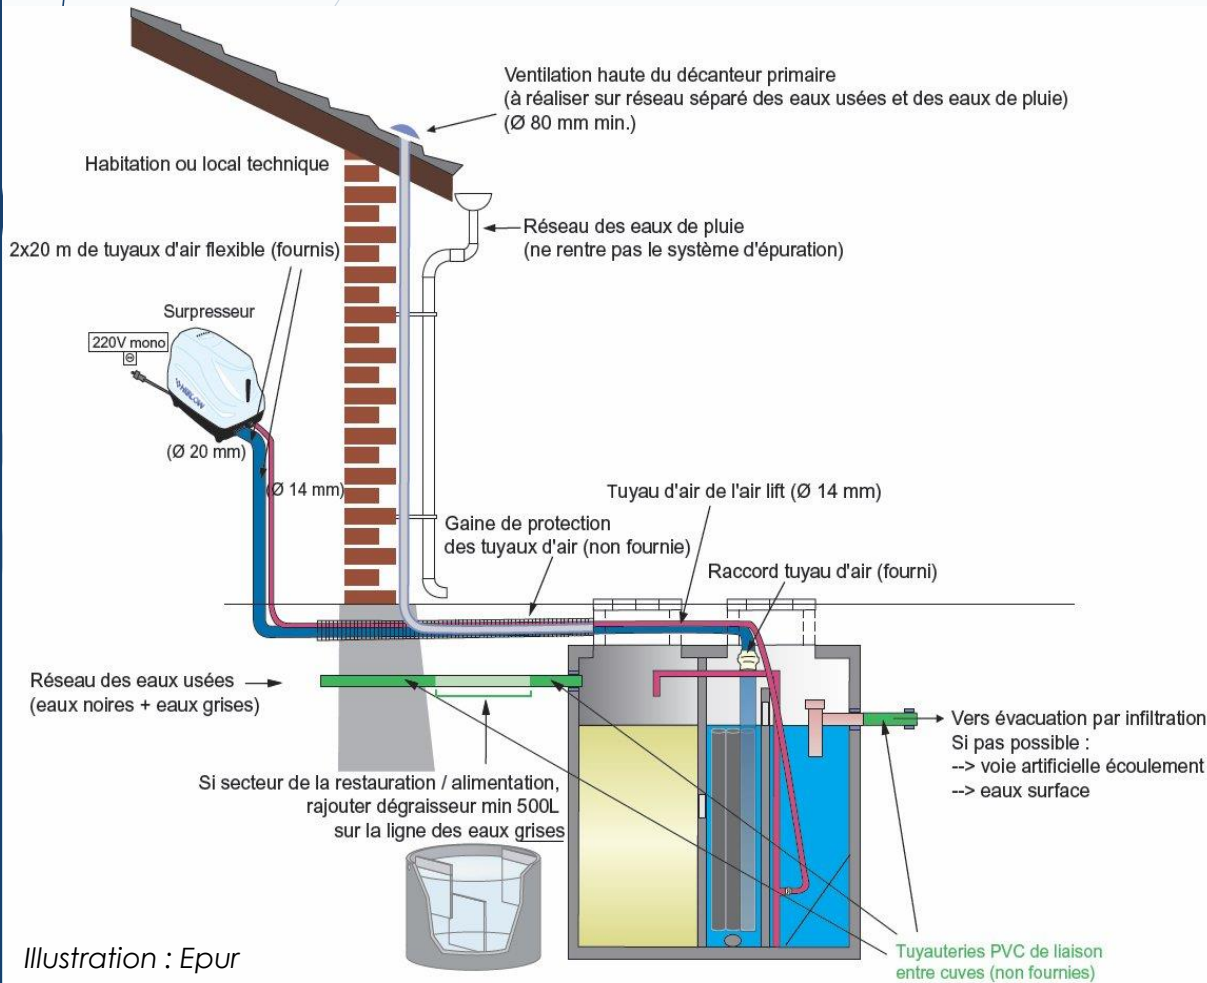 Ventilation haute du décanteur primaire
(à réaliser sur réseau séparé des eaux usées et des eaux de pluie)
(Ø 80 mm min.)
Habitation ou local technique
Réseau des eaux de pluie
(ne rentre pas le système d'épuration)
2x20 m de tuyaux d'air flexible (fournis)
Surpresseur
220V mono
HIBLOW
(Ø 20 mm)
(Ø 14 mm)
Tuyau d'air de l'air lift (Ø 14 mm)
Gaine de protection
des tuyaux d'air (non fournie)
Raccord tuyau d'air (fourni)
Réseau des eaux usées
(eaux noires + eaux grises)
Vers évacuation par infiltration
Si pas possible :
--> voie artificielle écoulement
--> eaux surface
Si secteur de la restauration / alimentation,
rajouter dégraisseur min 500L
sur la ligne des eaux grises
Tuyauteries PVC de liaison
entre cuves (non fournies)
Illustration : Epur